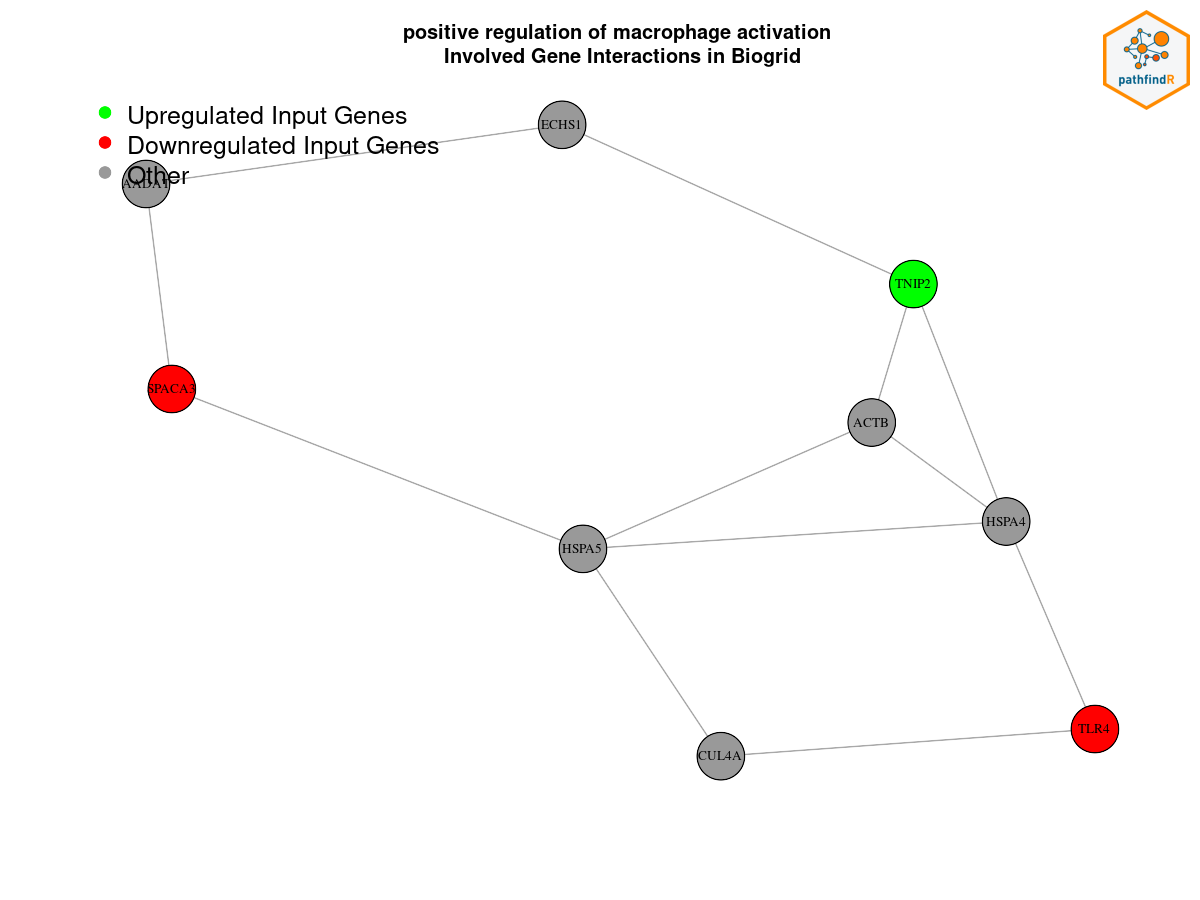 positive regulation of macrophage activation
Involved Gene Interactions in Biogrid
pathfindR
Upregulated Input Genes
Downregulated Input Genes
Other
ECHS1
TNIP2
SPACA3
ACTB
HSPA4
HSPA5
TLR4
CUL4A